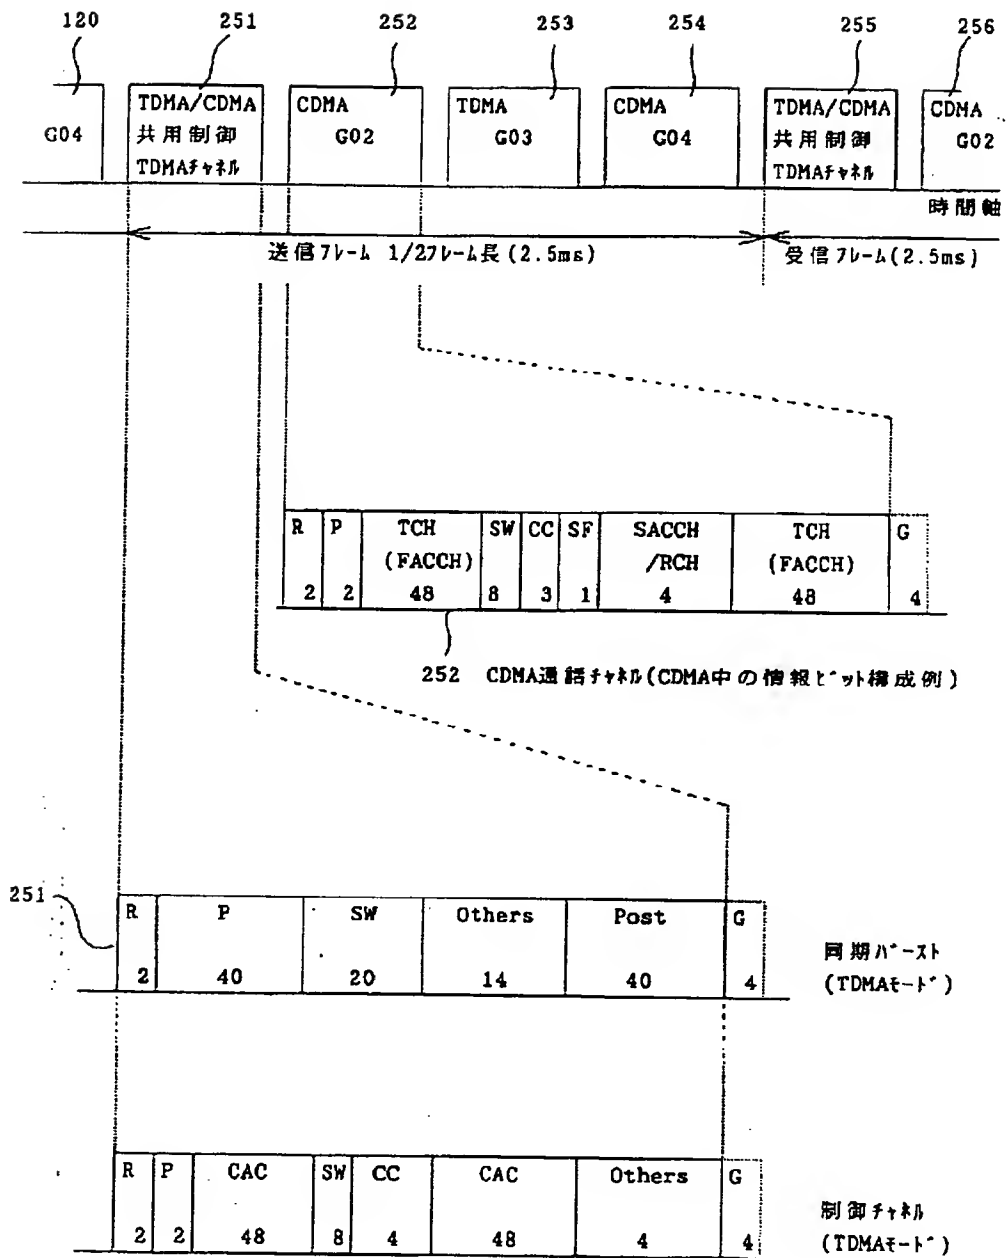 120 251 252 253 254 255 256
TDMA/CDMA CDMA TDMA CDMA TDMA/CDMA CDMA
G04 共用制御 G02 G03 G04 共用制御 G02
TDMAチャネル TDMAチャネル
時間軸
送信フレーム 1/2フレーム長(2.5ms) 受信フレーム(2.5ms)
R P TCH SW CC SF SACCH TCH G
(FACCH) /RCH (FACCH)
2 2 48 8 3 1 4 48 4
252 CDMA通話チャネル(CDMA中の情報ビット構成例)
251
R P SW Others Post G
同期バースト
2 40 20 14 40 4 (TDMAモード)
R P CAC SW CC CAC Others G
制御チャネル
2 2 48 8 4 48 4 4 (TDMAモード)